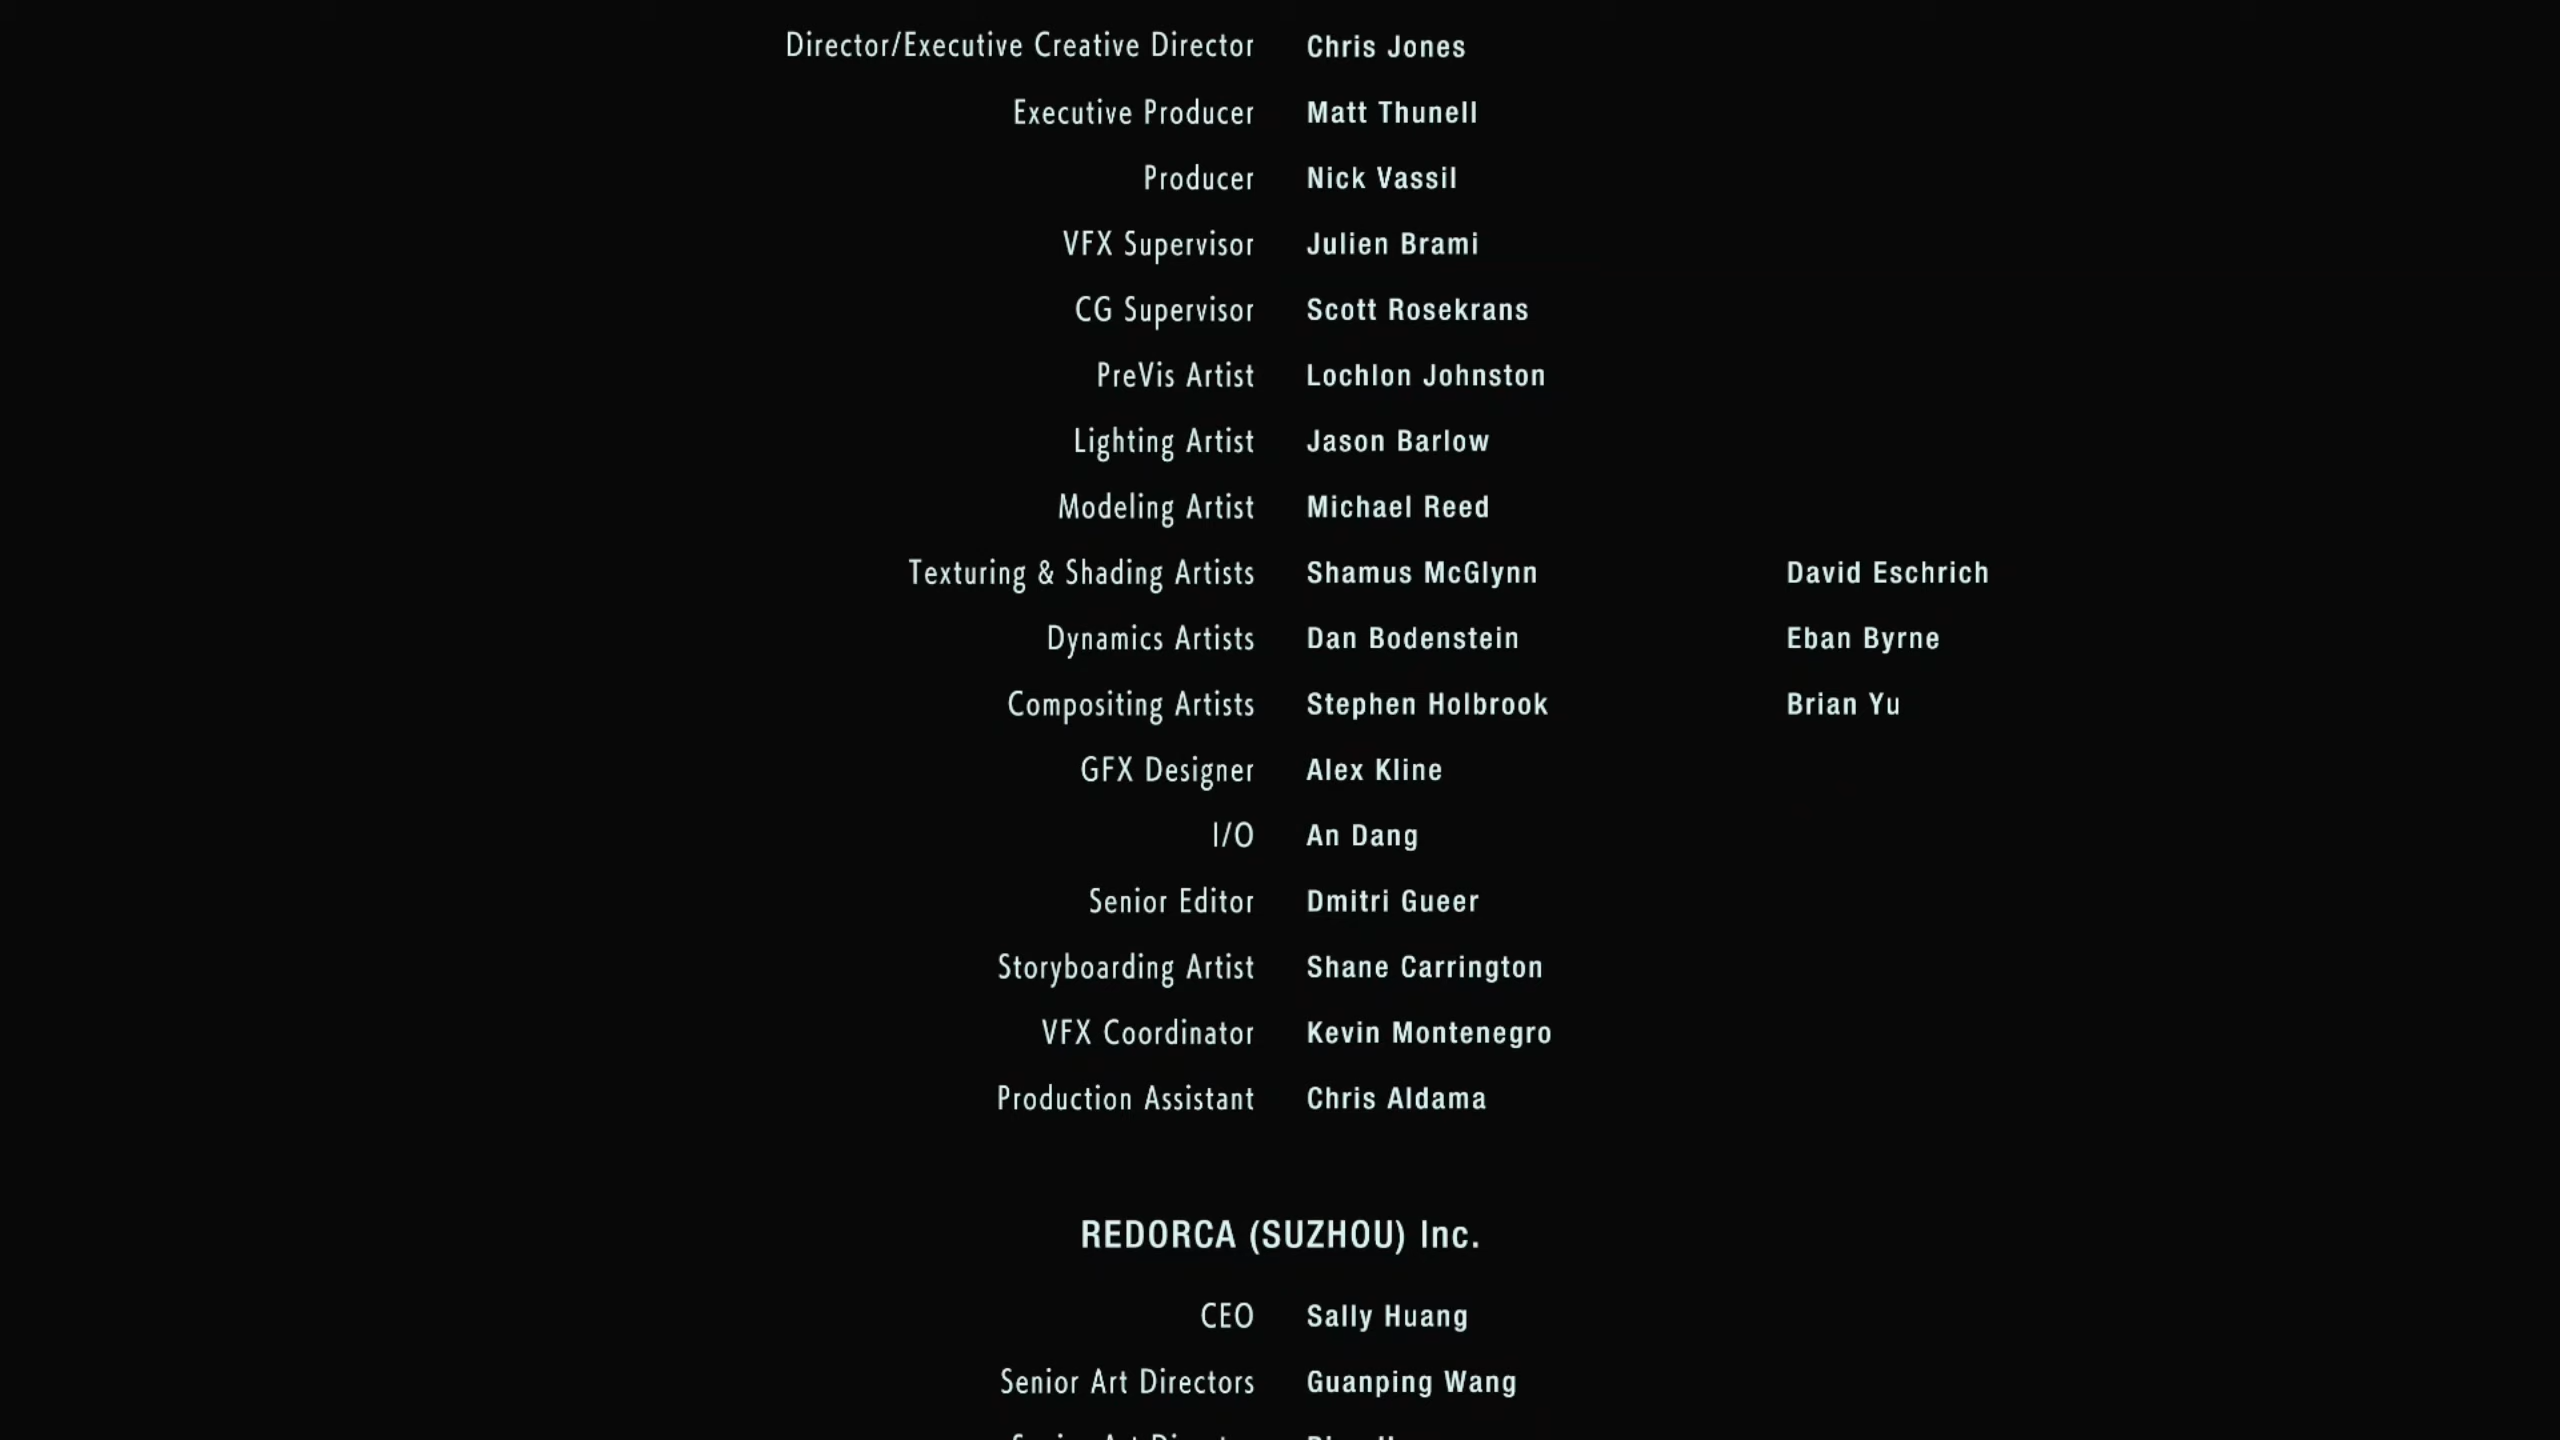 Director/Executive Creative Director Chris Jones
Executive Producer Matt Thunell
Producer Nick Vassil
VFX Supervisor Julien Brami
CG Supervisor Scott Rosekrans
PreVis Artist Lochlon Johnston
Lighting Artist Jason Barlow
Modeling Artist Michael Reed
Texturing & Shading Artists Shamus McGlynn David Eschrich
Dynamics Artists Dan Bodenstein Eban Byrne
Compositing Artists Stephen Holbrook Brian Yu
GFX Designer Alex Kline
I/O An Dang
Senior Editor Dmitri Gueer
Storyboarding Artist Shane Carrington
VFX Coordinator Kevin Montenegro
Production Assistant Chris Aldama
REDORCA (SUZHOU) Inc.
CEO Sally Huang
Senior Art Directors Guanping Wang